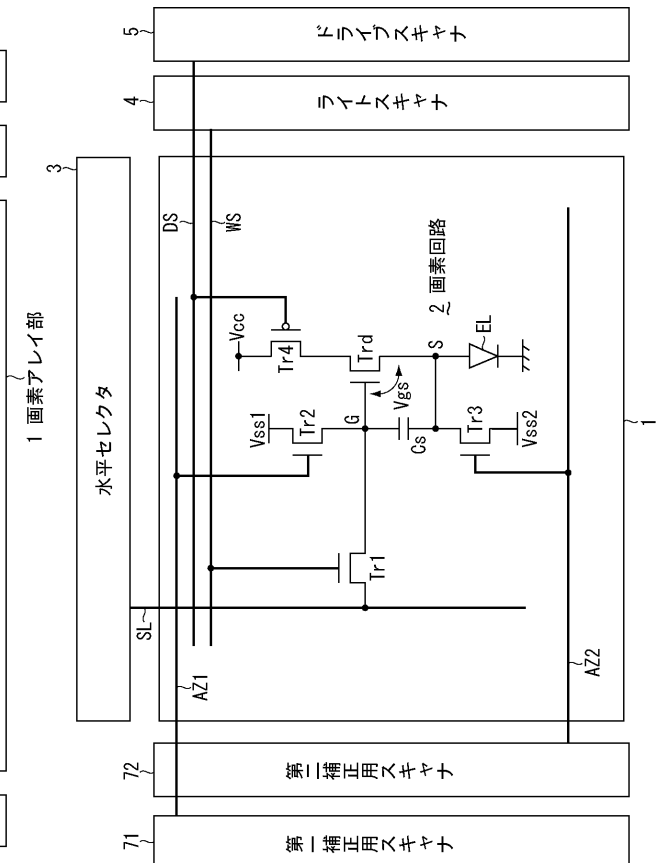 1 画素アレイ部
水平セレクタ
3
5
ドライブスキャナ
4
ライトスキャナ
DS
WS
2 画素回路
Vcc
Tr4
Trd
S
EL
Vgs
Vss1
Tr2
G
Cs
Tr3
Vss2
Tr1
SL
AZ1
AZ2
1
72
第二補正用スキャナ
71
第一補正用スキャナ